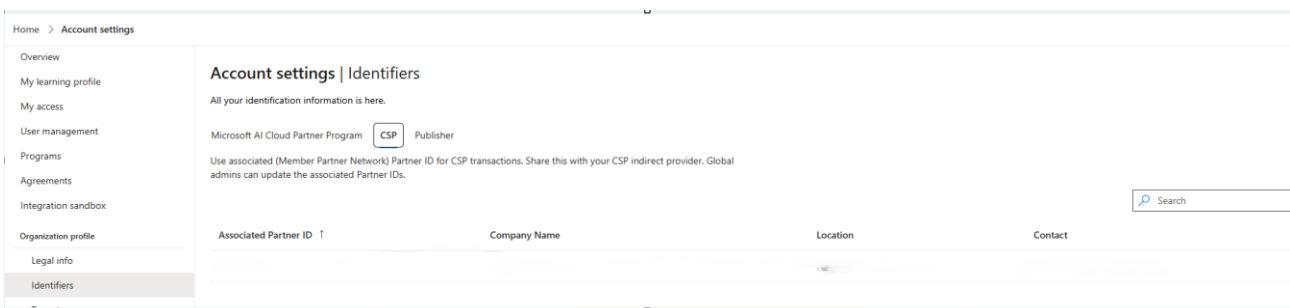 Home > Account settings
Overview
My learning profile
My access
User management
Programs
Agreements
Integration sandbox
Organization profile
Legal info
Identifiers
Account settings | Identifiers
All your identification information is here.
Microsoft AI Cloud Partner Program CSP Publisher
Use associated (Member Partner Network) Partner ID for CSP transactions. Share this with your CSP indirect provider. Global
admins can update the associated Partner IDs.
Search
Associated Partner ID ↑ Company Name Location Contact